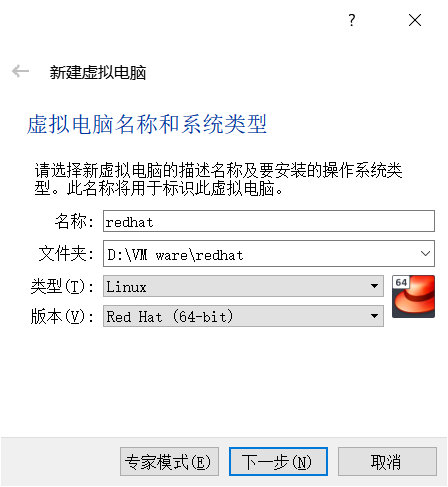 ?
新建虚拟电脑
虚拟电脑名称和系统类型
请选择新虚拟电脑的描述名称及要安装的操作系统类
型。此名称将用于标识此虚拟电脑。
名称: redhat
文件夹: D:\VM ware\redhat
类型(T): Linux
64
版本(V): Red Hat (64-bit)
专家模式(E) 下一步(N) 取消